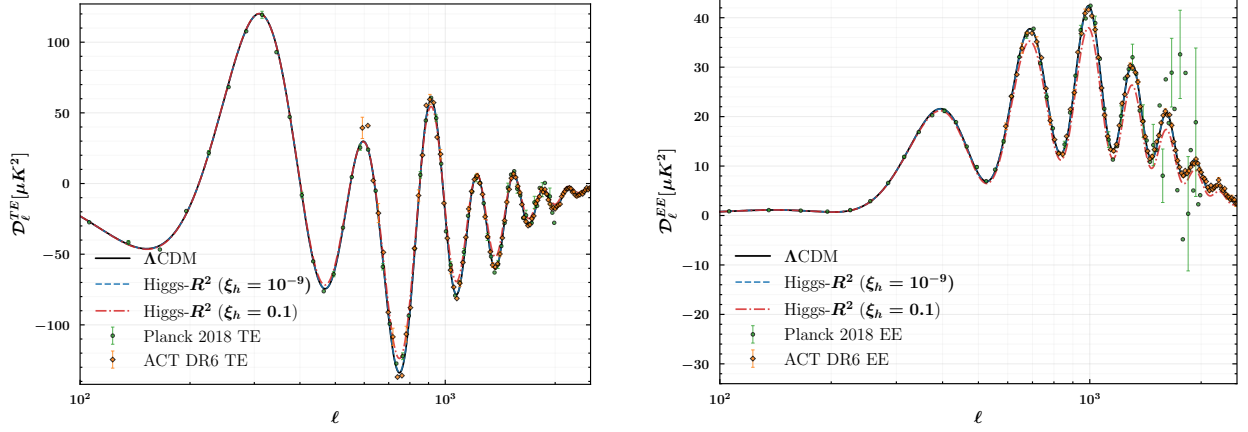 100
50
0
−50
−100
𝒟ℓ^TE [μK²]
ΛCDM
Higgs-R² (ξh = 10⁻⁹)
Higgs-R² (ξh = 0.1)
Planck 2018 TE
ACT DR6 TE
10²
10³
ℓ
40
30
20
10
0
−10
−20
−30
𝒟ℓ^EE [μK²]
ΛCDM
Higgs-R² (ξh = 10⁻⁹)
Higgs-R² (ξh = 0.1)
Planck 2018 EE
ACT DR6 EE
10²
10³
ℓ